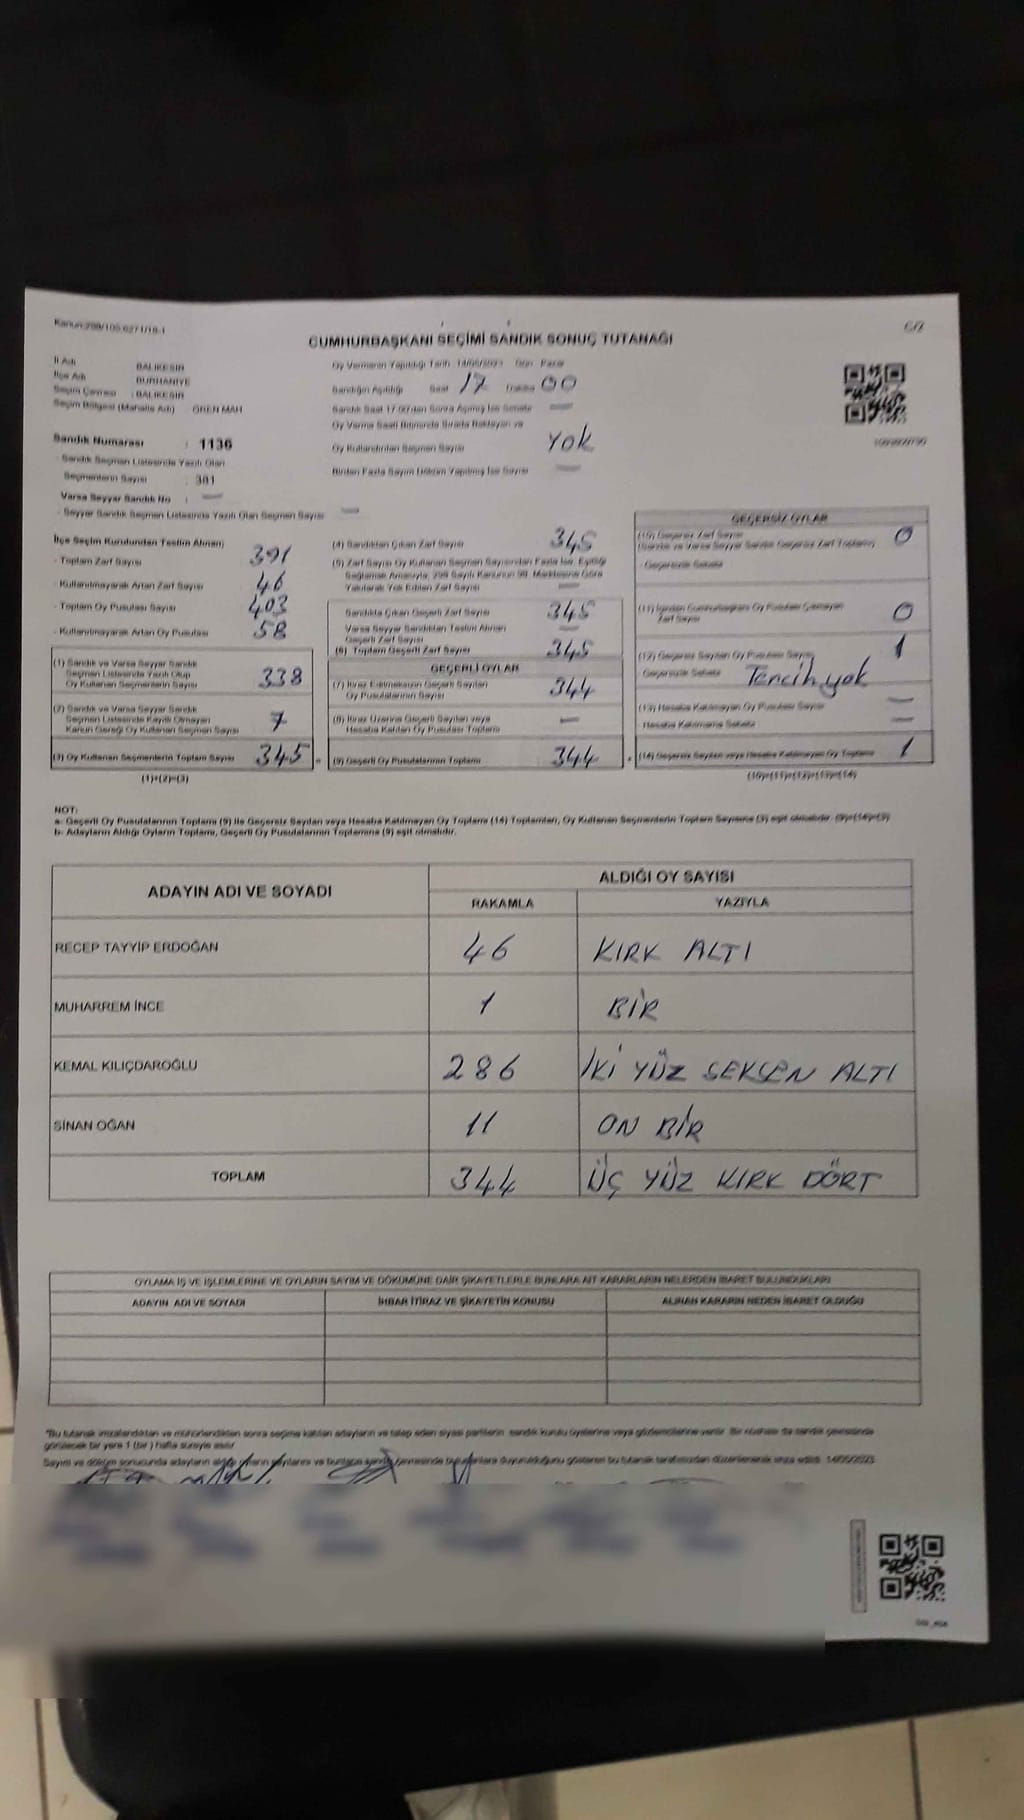 Kanun:298/105,6271/18-1
C/2
CUMHURBAŞKANI SEÇİMİ SANDIK SONUÇ TUTANAĞI
İl Adı BALIKESİR
İlçe Adı BURHANİYE
Seçim Çevresi : BALIKESİR
Seçim Bölgesi (Mahalle Adı) ÖREN MAH
Sandık Numarası : 1136
- Sandık Seçmen Listesinde Yazılı Olan
Seçmenlerin Sayısı : 381
Varsa Seyyar Sandık No : —
- Seyyar Sandık Seçmen Listesinde Yazılı Olan Seçmen Sayısı —
Oy Vermenin Yapıldığı Tarih 14/05/2023 Gün Pazar
Sandığın Açıldığı Saat 17 Dakika 00
Sandık Saat 17.00'den Sonra Açılmış İse Sebebi —
Oy Verme Saati Bitiminde Sırada Bekleyen ve
Oy Kullandırılan Seçmen Sayısı YOK
Birden Fazla Sayım Döküm Yapılmış İse Sayısı —
İlçe Seçim Kurulundan Teslim Alınan;
- Toplam Zarf Sayısı 391
- Kullanılmayarak Artan Zarf Sayısı 46
- Toplam Oy Pusulası Sayısı 403
- Kullanılmayarak Artan Oy Pusulası 58
(1) Sandık ve Varsa Seyyar Sandık
Seçmen Listesinde Yazılı Olup
Oy Kullanan Seçmenlerin Sayısı 338
(2) Sandık ve Varsa Seyyar Sandık
Seçmen Listesinde Kayıtlı Olmayan
Kanun Gereği Oy Kullanan Seçmen Sayısı 7
(3) Oy Kullanan Seçmenlerin Toplam Sayısı 345
(1)+(2)=(3)
(4) Sandıktan Çıkan Zarf Sayısı 345
(5) Zarf Sayısı Oy Kullanan Seçmen Sayısından Fazla İse, Eşitliği
Sağlamak Amacıyla, 298 Sayılı Kanunun 98. Maddesine Göre
Yakılarak Yok Edilen Zarf Sayısı —
Sandıkta Çıkan Geçerli Zarf Sayısı 345
Varsa Seyyar Sandıktan Teslim Alınan
Geçerli Zarf Sayısı —
(6) Toplam Geçerli Zarf Sayısı 345
GEÇERLİ OYLAR
(7) İtiraz Edilmeksizin Geçerli Sayılan
Oy Pusulalarının Sayısı 344
(8) İtiraz Üzerine Geçerli Sayılan veya
Hesaba Katılan Oy Pusulası Toplamı —
(9) Geçerli Oy Pusulalarının Toplamı 344
GEÇERSİZ OYLAR
(10) Geçersiz Zarf Sayısı
(Sandık ve Varsa Seyyar Sandık Geçersiz Zarf Toplamı) 0
- Geçersizlik Sebebi
(11) İçinden Cumhurbaşkanı Oy Pusulası Çıkmayan
Zarf Sayısı 0
(12) Geçersiz Sayılan Oy Pusulası Sayısı 1
Geçersizlik Sebebi Tercih yok
(13) Hesaba Katılmayan Oy Pusulası Sayısı —
Hesaba Katılmama Sebebi —
(14) Geçersiz Sayılan veya Hesaba Katılmayan Oy Toplamı 1
(10)+(11)+(12)+(13)=(14)
NOT:
a- Geçerli Oy Pusulaları Toplamı (9) ile Geçersiz Sayılan veya Hesaba Katılmayan Oy Toplamı (14) Toplamları, Oy Kullanan Seçmenlerin Toplam Sayısına (3) eşit olmalıdır. (9)+(14)=(3)
b- Adayların Aldığı Oyların Toplamı, Geçerli Oy Pusulalarının Toplamına (9) eşit olmalıdır.
ADAYIN ADI VE SOYADI ALDIĞI OY SAYISI
RAKAMLA YAZIYLA
RECEP TAYYİP ERDOĞAN 46 KIRK ALTI
MUHARREM İNCE 1 BİR
KEMAL KILIÇDAROĞLU 286 İKİ YÜZ SEKSEN ALTI
SİNAN OĞAN 11 ON BİR
TOPLAM 344 ÜÇ YÜZ KIRK DÖRT
OYLAMA İŞ VE İŞLEMLERİNE VE OYLARIN SAYIM VE DÖKÜMÜNE DAİR ŞİKAYETLERLE BUNLARA AİT KARARLARIN NELERDEN İBARET BULUNDUKLARI
ADAYIN ADI VE SOYADI İHBAR İTİRAZ VE ŞİKAYETİN KONUSU ALINAN KARARIN NEDEN İBARET OLDUĞU
"Bu tutanak imzalandıktan ve mühürlendikten sonra seçime katılan adayların ve talep eden siyasi partilerin sandık kurulu üyelerine veya gözlemcilerine verilir. Bir nüshası da sandık çevresinde
görülecek bir yere 1 (bir) hafta süreyle asılır
Sayım ve döküm sonucunda adayların aldığı oyların sayılarını ve bunların sandık çevresinde bulunanlara duyurulduğunu gösteren bu tutanak tarafımızdan düzenlenerek imza edildi. 14/05/2023